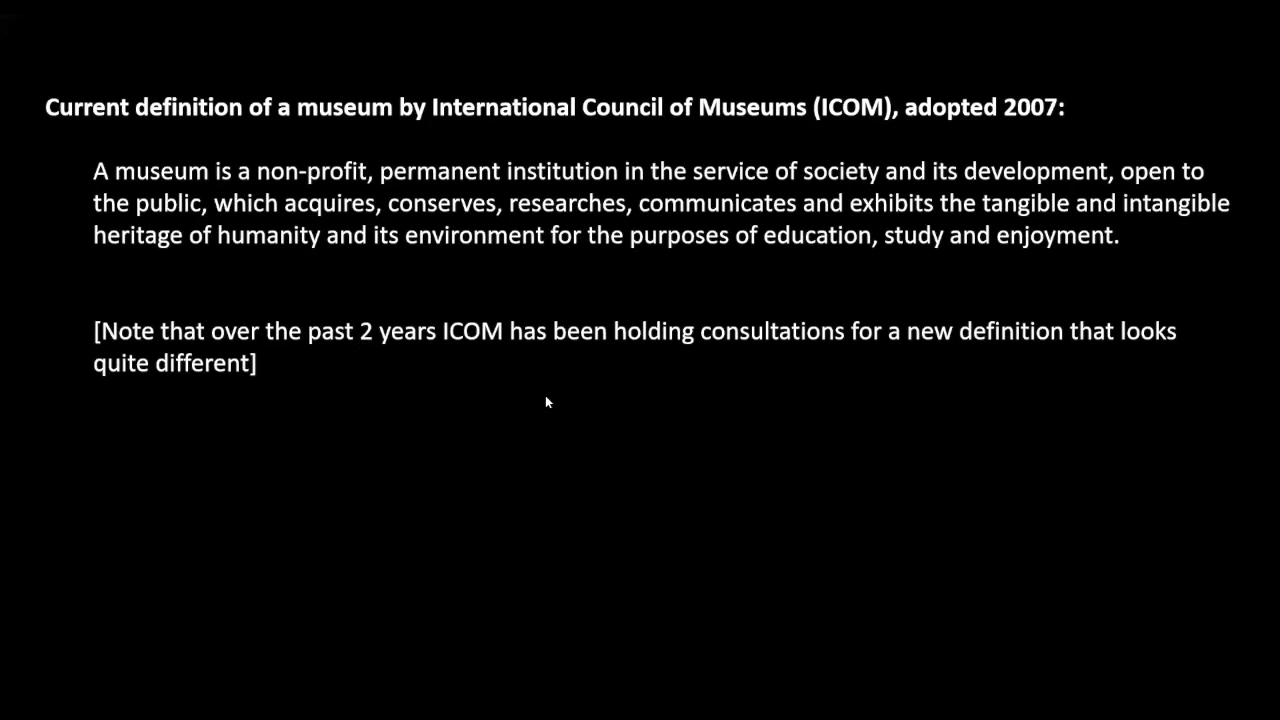 Current definition of a museum by International Council of Museums (ICOM), adopted 2007:
A museum is a non-profit, permanent institution in the service of society and its development, open to
the public, which acquires, conserves, researches, communicates and exhibits the tangible and intangible
heritage of humanity and its environment for the purposes of education, study and enjoyment.
[Note that over the past 2 years ICOM has been holding consultations for a new definition that looks
quite different]